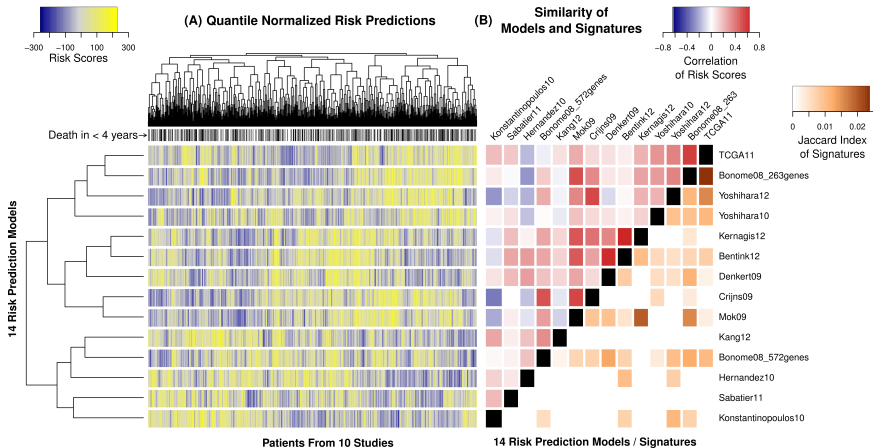 (A) Quantile Normalized Risk Predictions
(B)
Similarity of
Models and Signatures
−300
−100
100
300
Risk Scores
−0.8
−0.4
0
0.4
0.8
Correlation
of Risk Scores
0
0.01
0.02
Jaccard Index
of Signatures
Konstantinopoulos10
Sabatier11
Hernandez10
Bonome08_572genes
Kang12
Mok09
Crijns09
Denkert09
Bentink12
Kernagis12
Yoshihara10
Yoshihara12
Bonome08_263
TCGA11
Death in < 4 years→
14 Risk Prediction Models
TCGA11
Bonome08_263genes
Yoshihara12
Yoshihara10
Kernagis12
Bentink12
Denkert09
Crijns09
Mok09
Kang12
Bonome08_572genes
Hernandez10
Sabatier11
Konstantinopoulos10
Patients From 10 Studies
14 Risk Prediction Models / Signatures